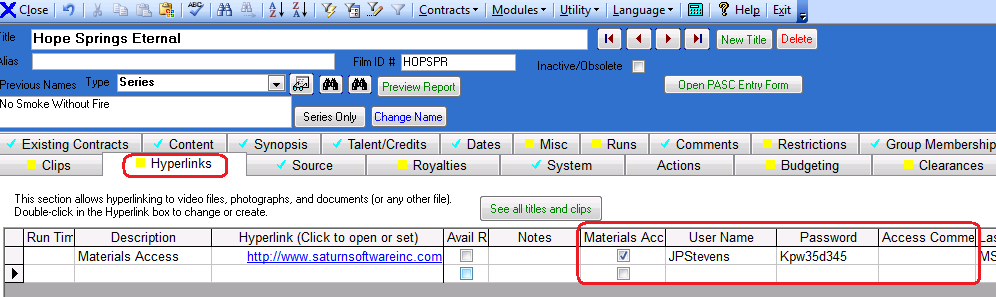 Close ABC Contracts Modules Utility Language ? Help Exit
Title Hope Springs Eternal New Title Delete
Alias Film ID # HOPSPR Inactive/Obsolete
Previous Names Type Series Preview Report Open PASC Entry Form
No Smoke Without Fire
Series Only Change Name
Existing Contracts Content Synopsis Talent/Credits Dates Misc Runs Comments Restrictions Group Membership
Clips Hyperlinks Source Royalties System Actions Budgeting Clearances
This section allows hyperlinking to video files, photographs, and documents (or any other file).
Double-click in the Hyperlink box to change or create.
See all titles and clips
Run Tim Description Hyperlink (Click to open or set) Avail R Notes Materials Acc User Name Password Access Comme Las
Materials Access http://www.saturnsoftwareinc.com JPStevens Kpw35d345 MS